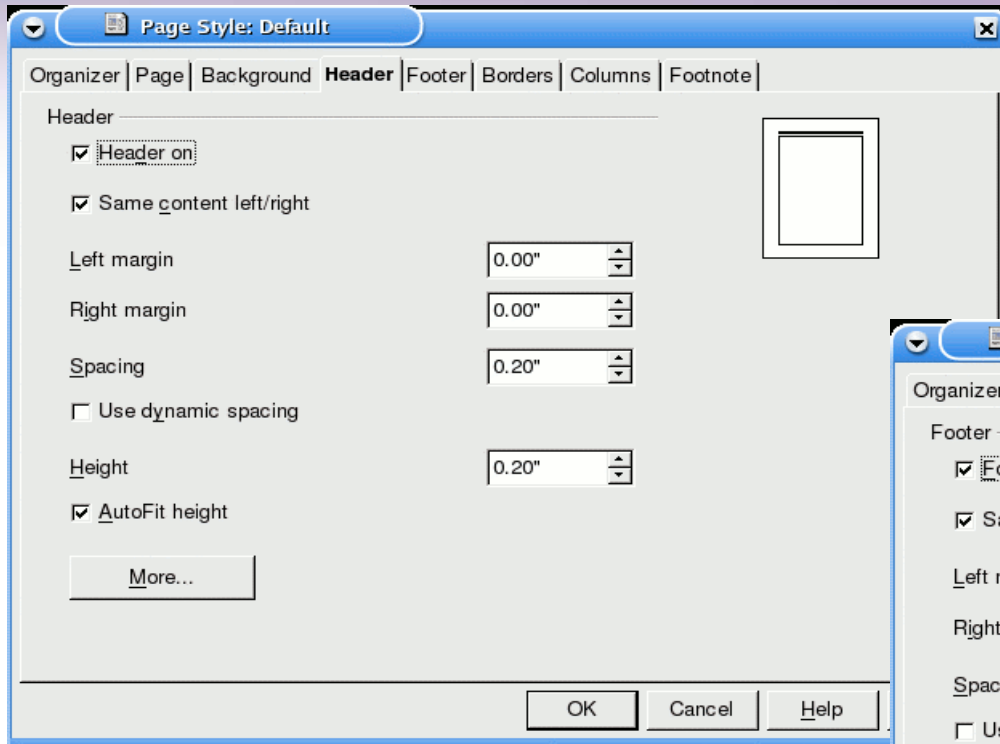 Page Style: Default
Organizer Page Background Header Footer Borders Columns Footnote
Header
Header on
Same content left/right
Left margin 0.00"
Right margin 0.00"
Spacing 0.20"
Use dynamic spacing
Height 0.20"
AutoFit height
More...
OK Cancel Help
Organizer
Footer
Left
Right